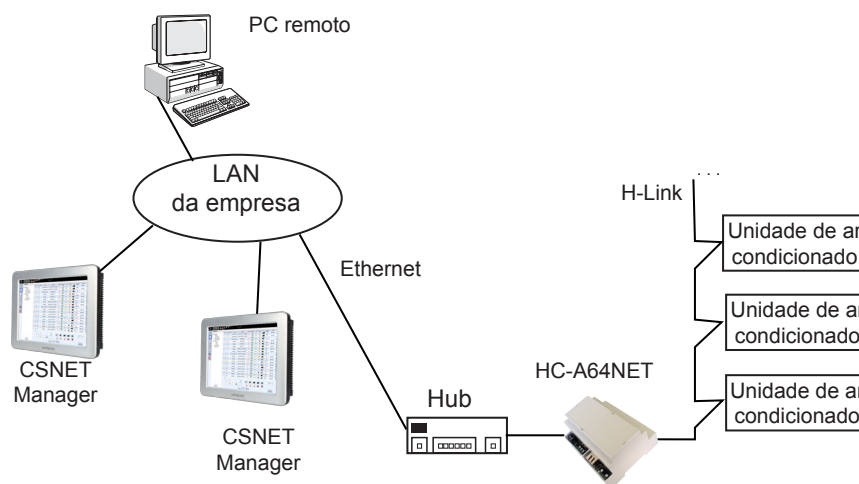 PC remoto
LAN
da empresa
H-Link
. . .
Unidade de ar
condicionado
Ethernet
Unidade de ar
condicionado
CSNET
Manager
HC-A64NET
Hub
Unidade de ar
condicionado
CSNET
Manager